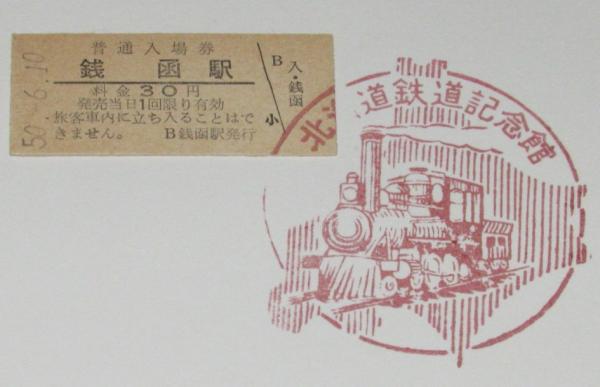 50.-6.10
普通入場券
銭函駅
料金30円
発売当日1回限り有効
旅客車内に立ち入ることはで
きません。 B銭函駅発行
B
入・銭函
小
北海道鉄道記念館